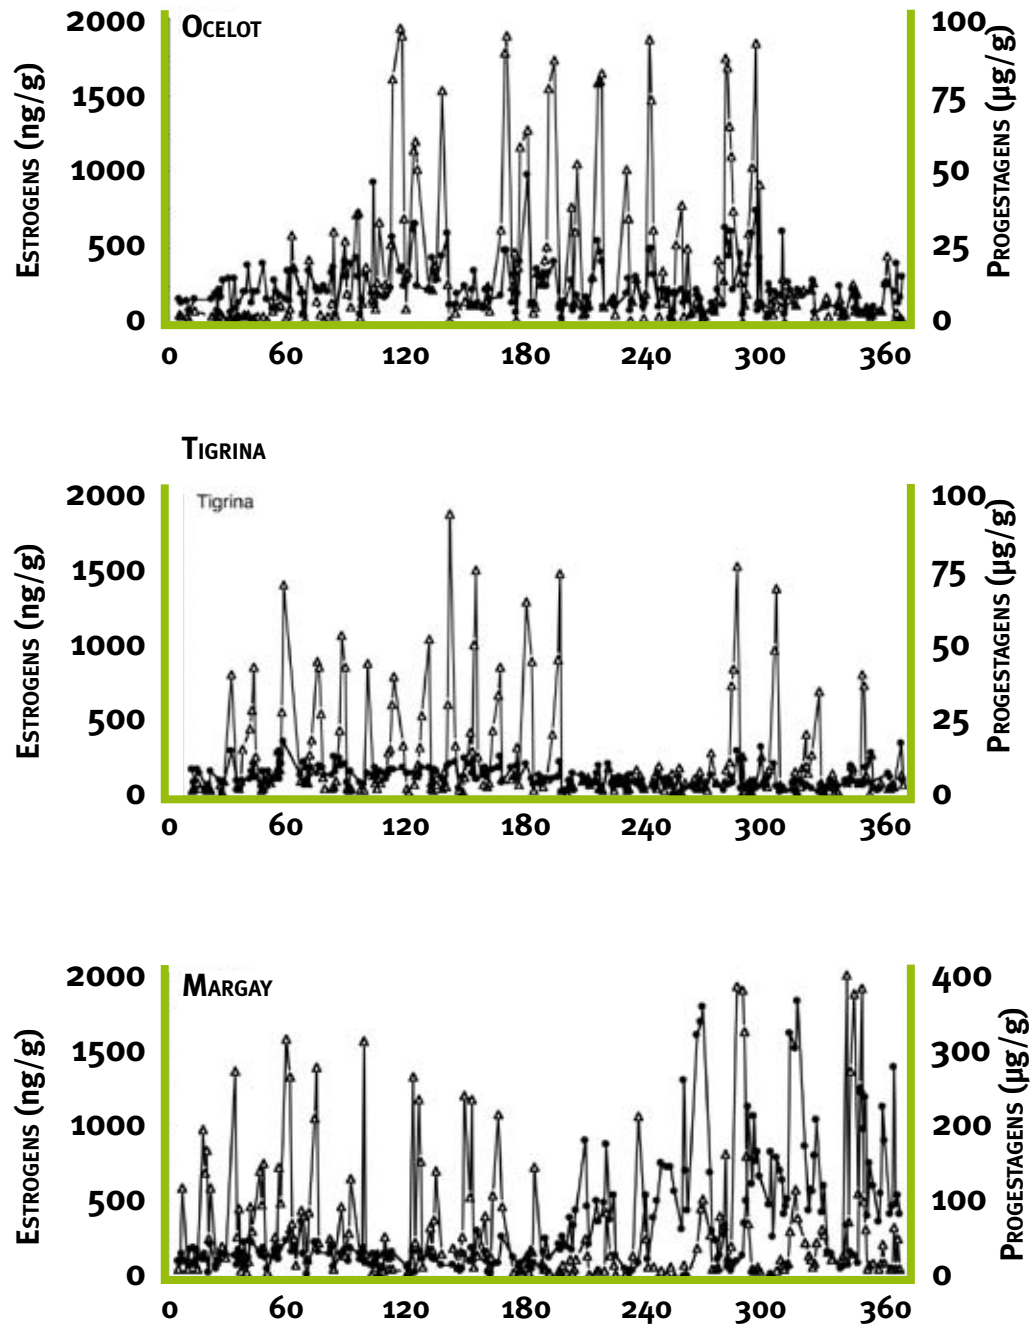 OCELOT
2000
1500
1000
500
0
ESTROGENS (ng/g)
100
75
50
25
0
PROGESTAGENS (µg/g)
0 60 120 180 240 300 360
TIGRINA
Tigrina
2000
1500
1000
500
0
ESTROGENS (ng/g)
100
75
50
25
0
PROGESTAGENS (µg/g)
0 60 120 180 240 300 360
MARGAY
2000
1500
1000
500
0
ESTROGENS (ng/g)
400
300
200
100
0
PROGESTAGENS (µg/g)
0 60 120 180 240 300 360